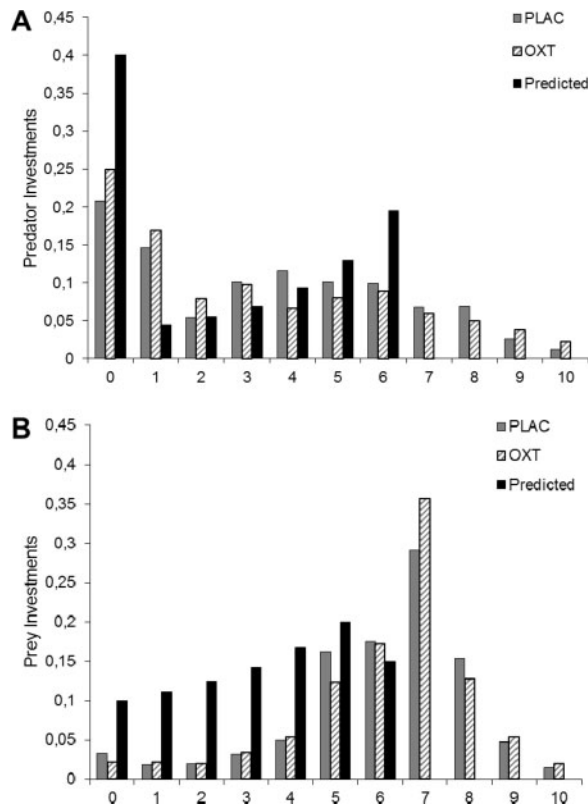 A
PLAC
OXT
Predicted
Predator Investments
0,45
0,4
0,35
0,3
0,25
0,2
0,15
0,1
0,05
0
0 1 2 3 4 5 6 7 8 9 10
B
PLAC
OXT
Predicted
Prey Investments
0,45
0,4
0,35
0,3
0,25
0,2
0,15
0,1
0,05
0
0 1 2 3 4 5 6 7 8 9 10